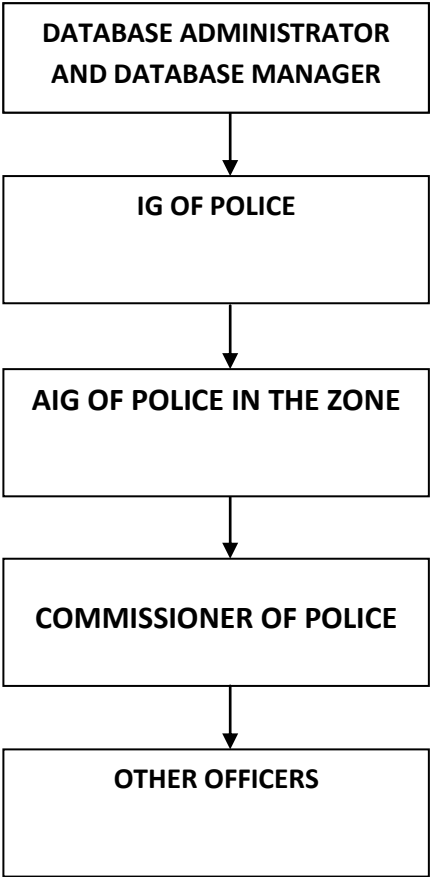 DATABASE ADMINISTRATOR
AND DATABASE MANAGER
IG OF POLICE
AIG OF POLICE IN THE ZONE
COMMISSIONER OF POLICE
OTHER OFFICERS